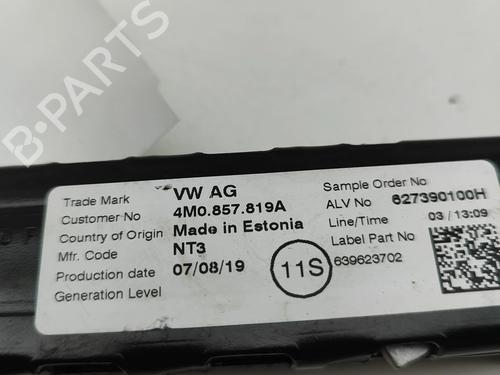 B-PARTS
Trade Mark VW AG
Customer No 4M0.857.819A
Country of Origin Made in Estonia
Mfr. Code NT3
Production date 07/08/19
Generation Level
11S
Sample Order No
ALV No 627390100H
Line/Time 03 / 13:09
Label Part No
639623702